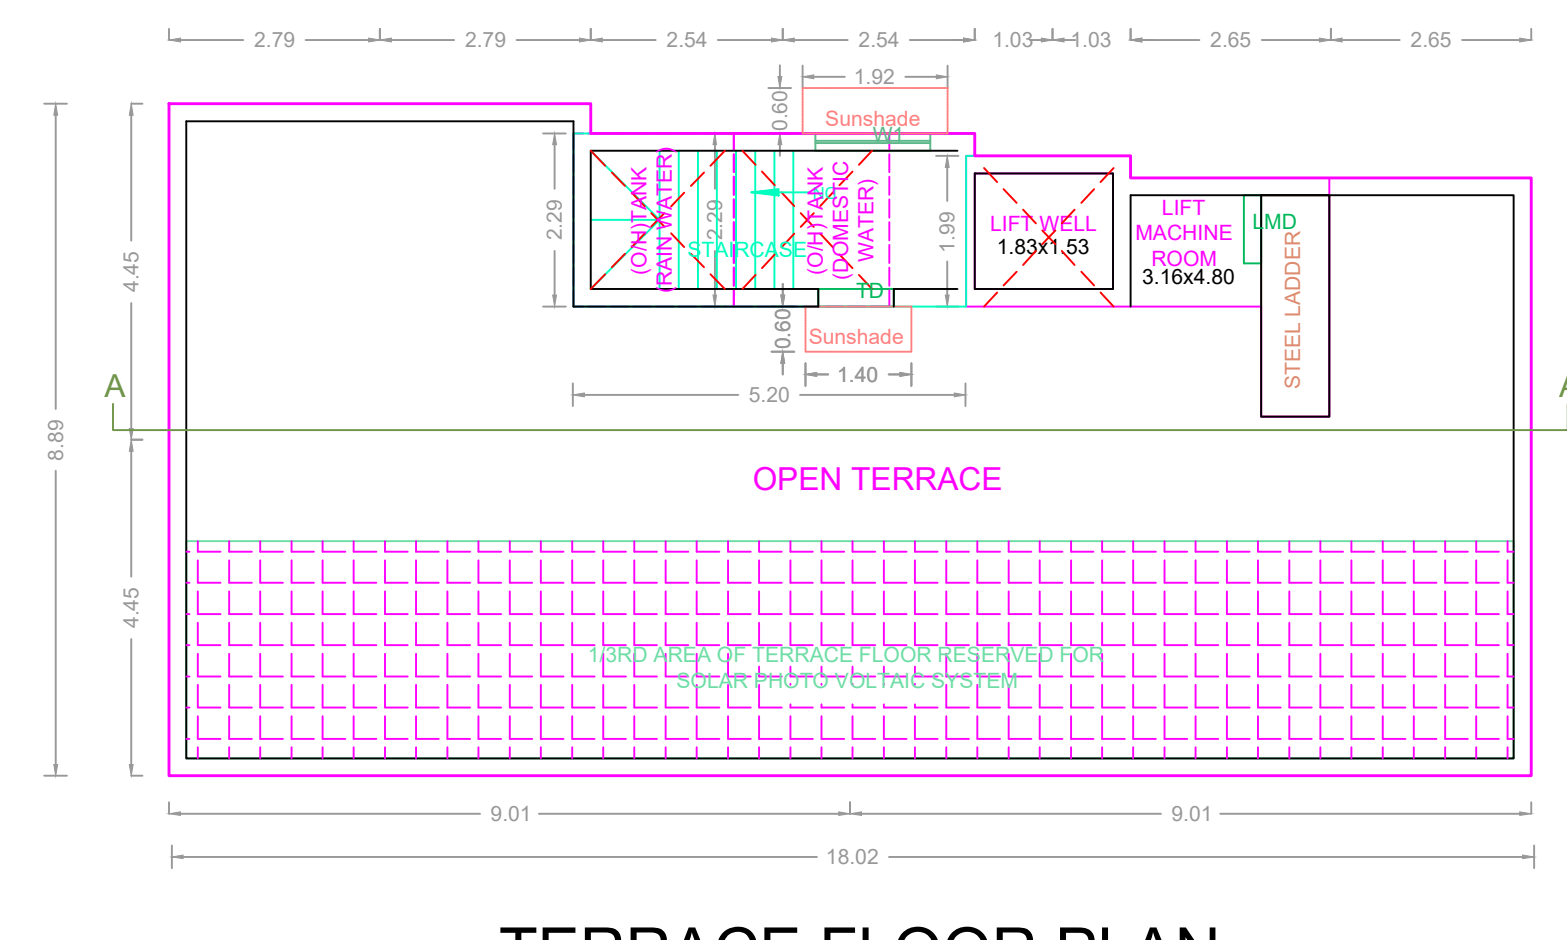 2.79
2.79
2.54
2.54
1.03
1.03
2.65
2.65
1.92
0.60
Sunshade
W1
4.45
2.29
2.29
(O/H)TANK
(RAIN WATER)
STAIRCASE
(O/H)TANK
(DOMESTIC
WATER)
1.99
LIFT WELL
1.83x1.53
LIFT
MACHINE
ROOM
3.16x4.80
LMD
STEEL LADDER
TD
0.60
Sunshade
1.40
5.20
A
A
8.89
OPEN TERRACE
4.45
1/3RD AREA OF TERRACE FLOOR RESERVED FOR
SOLAR PHOTO VOLTAIC SYSTEM
9.01
9.01
18.02
TERRACE FLOOR PLAN